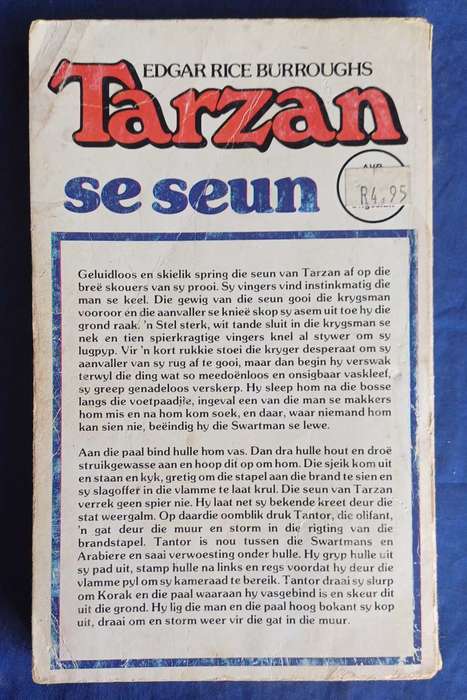 EDGAR RICE BURROUGHS
Tarzan
se seun
R4.95
Geluidloos en skielik spring die seun van Tarzan af op die
breë skouers van sy prooi. Sy vingers vind instinkmatig die
man se keel. Die gewig van die seun gooi die krygsman
vooroor en die aanvaller se knieë skop sy asem uit toe hy die
grond raak. 'n Stel sterk, wit tande sluit in die krygsman se
nek en tien spierkragtige vingers knel al stywer om sy
lugpyp. Vir 'n kort rukkie stoei die kryger desperaat om sy
aanvaller van sy rug af te gooi, maar dan begin hy verswak
terwyl die ding wat so meedoënloos en onsigbaar vaskleef,
sy greep genadeloos verskerp. Hy sleep hom na die bosse
langs die voetpaadjie, ingeval een van die man se makkers
hom mis en na hom kom soek, en daar, waar niemand hom
kan sien nie, beëindig hy die Swartman se lewe.
Aan die paal bind hulle hom vas. Dan dra hulle hout en droë
struikgewasse aan en hoop dit op om hom. Die sjeik kom uit
en staan en kyk, gretig om die stapel aan die brand te sien en
sy slagoffer in die vlamme te laat krul. Die seun van Tarzan
verrek geen spier nie. Hy laat net sy bekende kreet deur die
stat weergalm. Op daardie oomblik druk Tantor, die olifant,
'n gat deur die muur en storm in die rigting van die
brandstapel. Tantor is nou tussen die Swartmans en
Arabiere en saai verwoesting onder hulle. Hy gryp hulle uit
sy pad uit, stamp hulle na links en regs voordat hy deur die
vlamme pyl om sy kameraad te bereik. Tantor draai sy slurp
om Korak en die paal waaraan hy vasgebind is en skeur dit
uit die grond. Hy lig die man en die paal hoog bokant sy kop
uit, draai om en storm weer vir die gat in die muur.